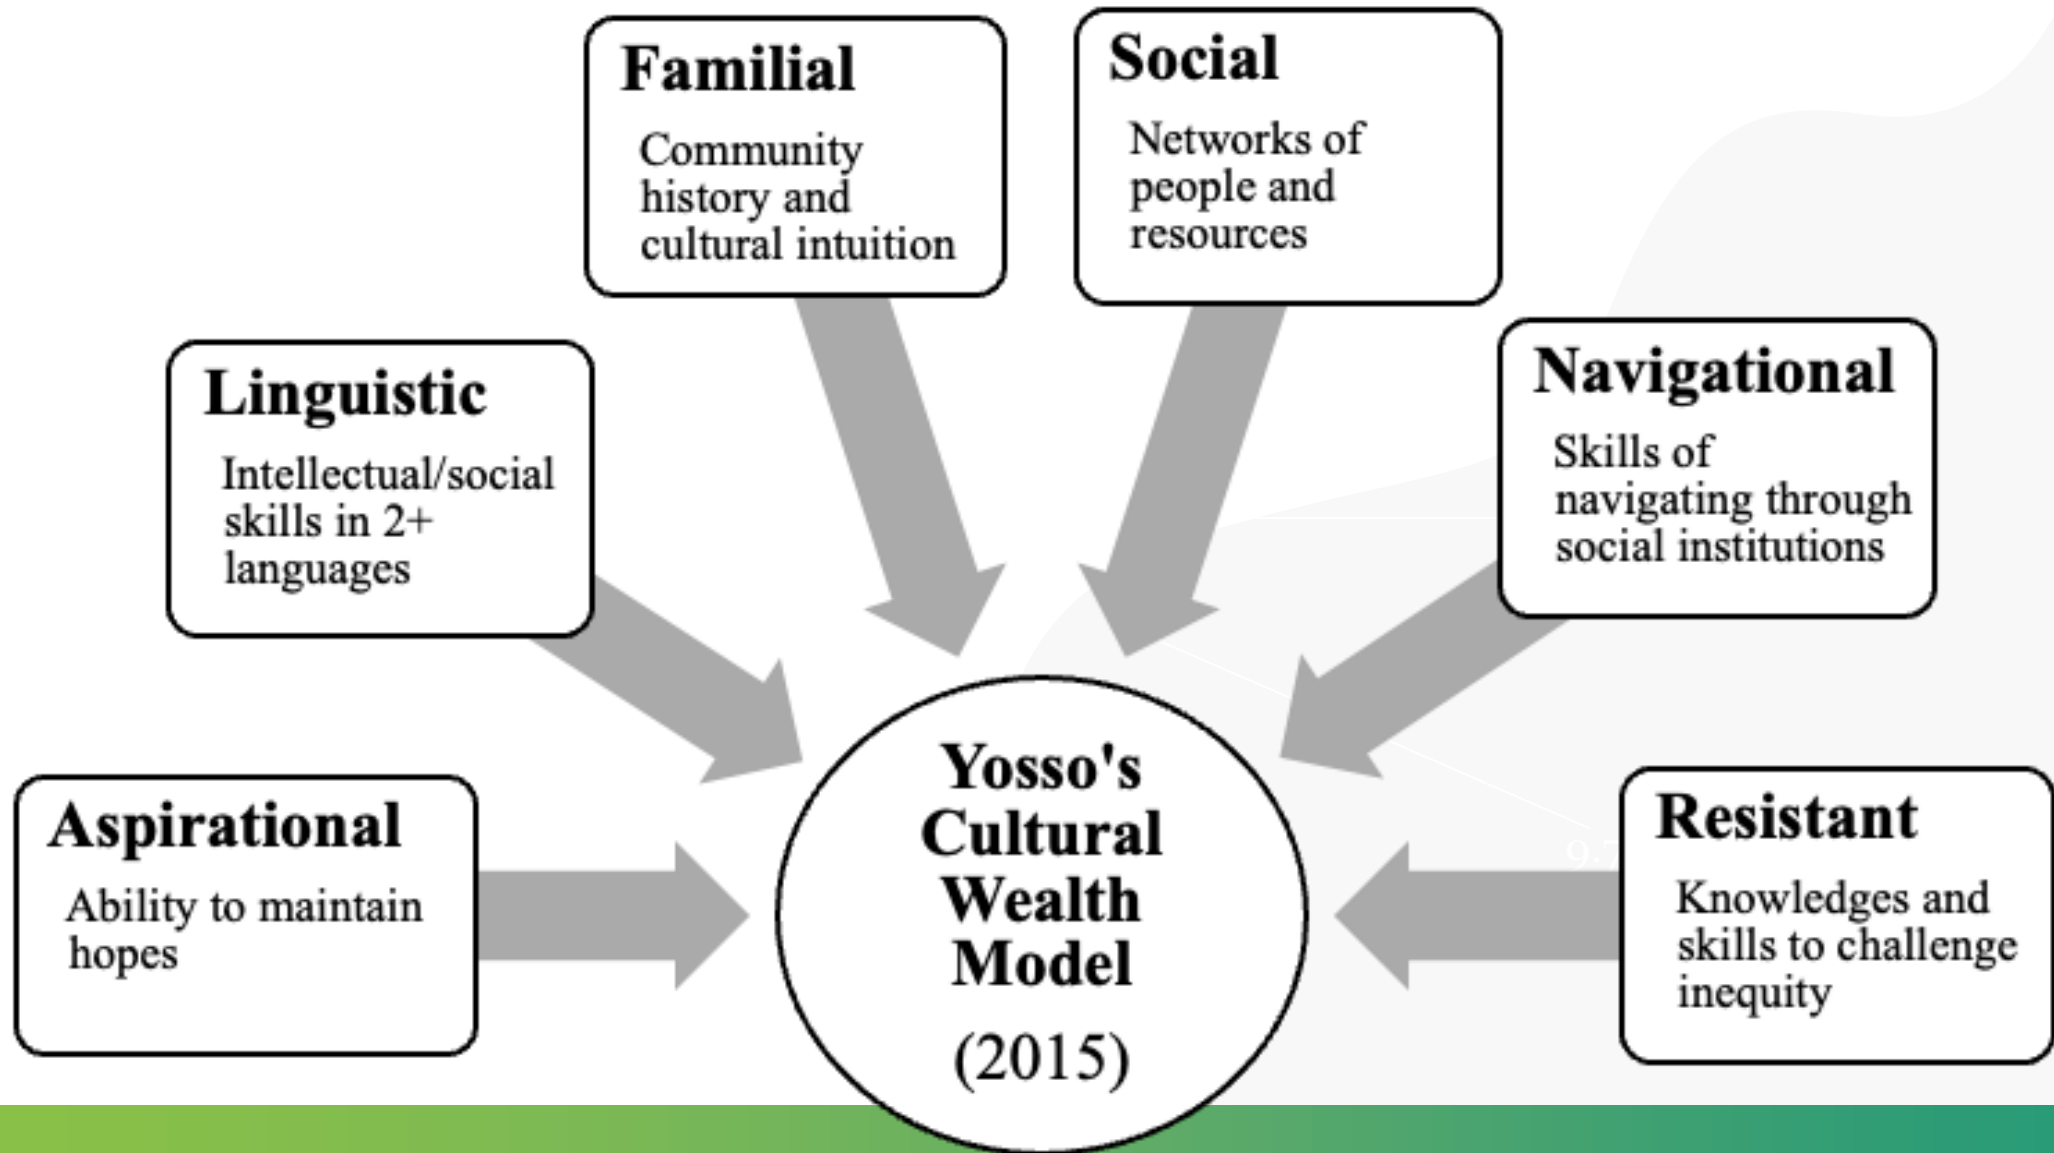 Familial
Community
history and
cultural intuition
Social
Networks of
people and
resources
Linguistic
Intellectual/social
skills in 2+
languages
Navigational
Skills of
navigating through
social institutions
Aspirational
Ability to maintain
hopes
Yosso's
Cultural
Wealth
Model
(2015)
Resistant
Knowledges and
skills to challenge
inequity